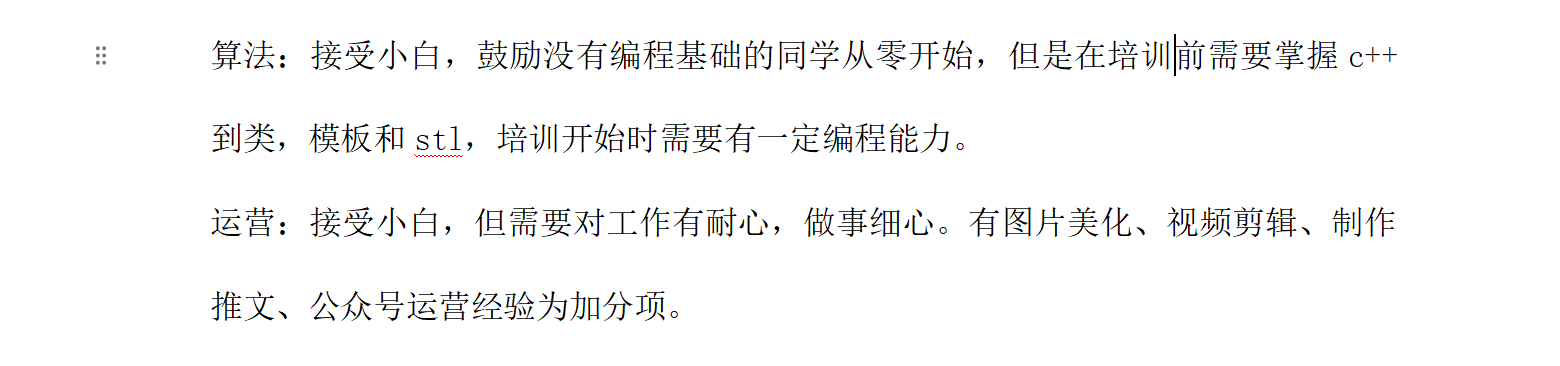 算法：接受小白，鼓励没有编程基础的同学从零开始，但是在培训前需要掌握 c++
到类，模板和 stl，培训开始时需要有一定编程能力。
运营：接受小白，但需要对工作有耐心，做事细心。有图片美化、视频剪辑、制作
推文、公众号运营经验为加分项。